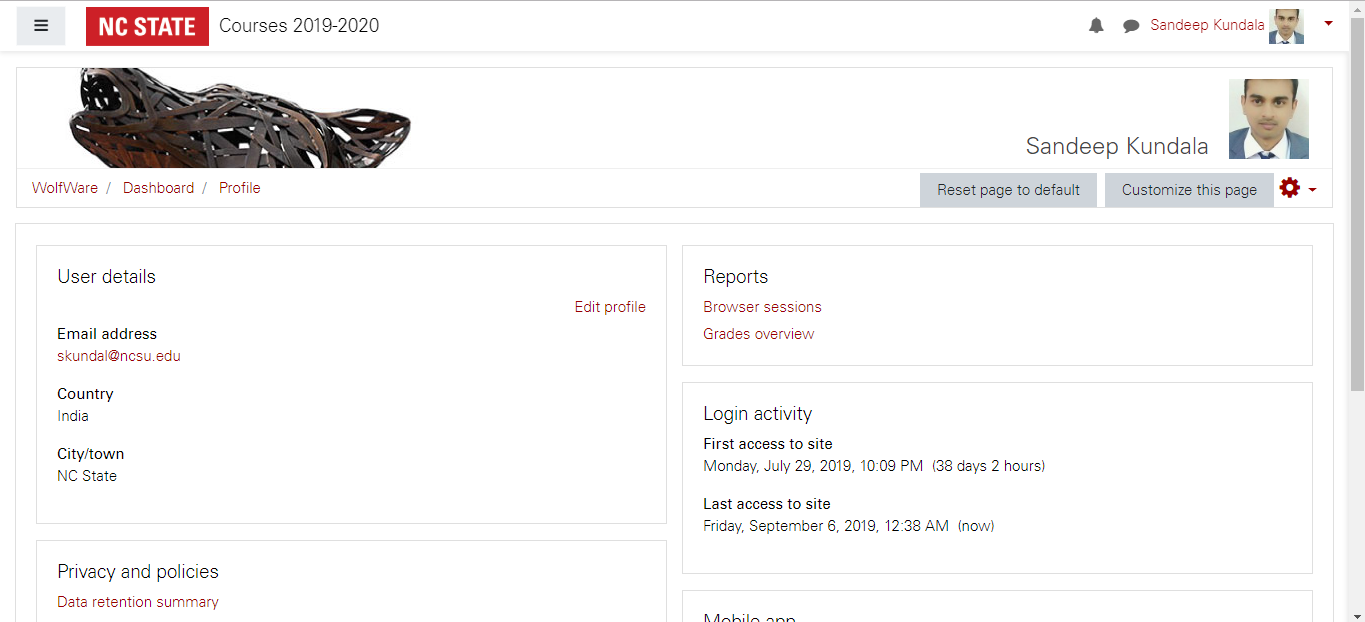 NC STATE Courses 2019-2020 Sandeep Kundala
Sandeep Kundala
WolfWare / Dashboard / Profile
Reset page to default Customize this page
User details
Edit profile
Email address
skundal@ncsu.edu
Country
India
City/town
NC State
Privacy and policies
Data retention summary
Reports
Browser sessions
Grades overview
Login activity
First access to site
Monday, July 29, 2019, 10:09 PM (38 days 2 hours)
Last access to site
Friday, September 6, 2019, 12:38 AM (now)
Mobile app